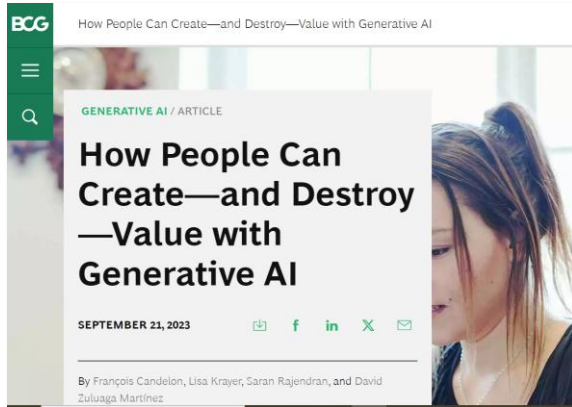 BCG
How People Can Create—and Destroy—Value with Generative AI
GENERATIVE AI / ARTICLE
How People Can
Create—and Destroy
—Value with
Generative AI
SEPTEMBER 21, 2023
By François Candelon, Lisa Krayer, Saran Rajendran, and David
Zuluaga Martínez